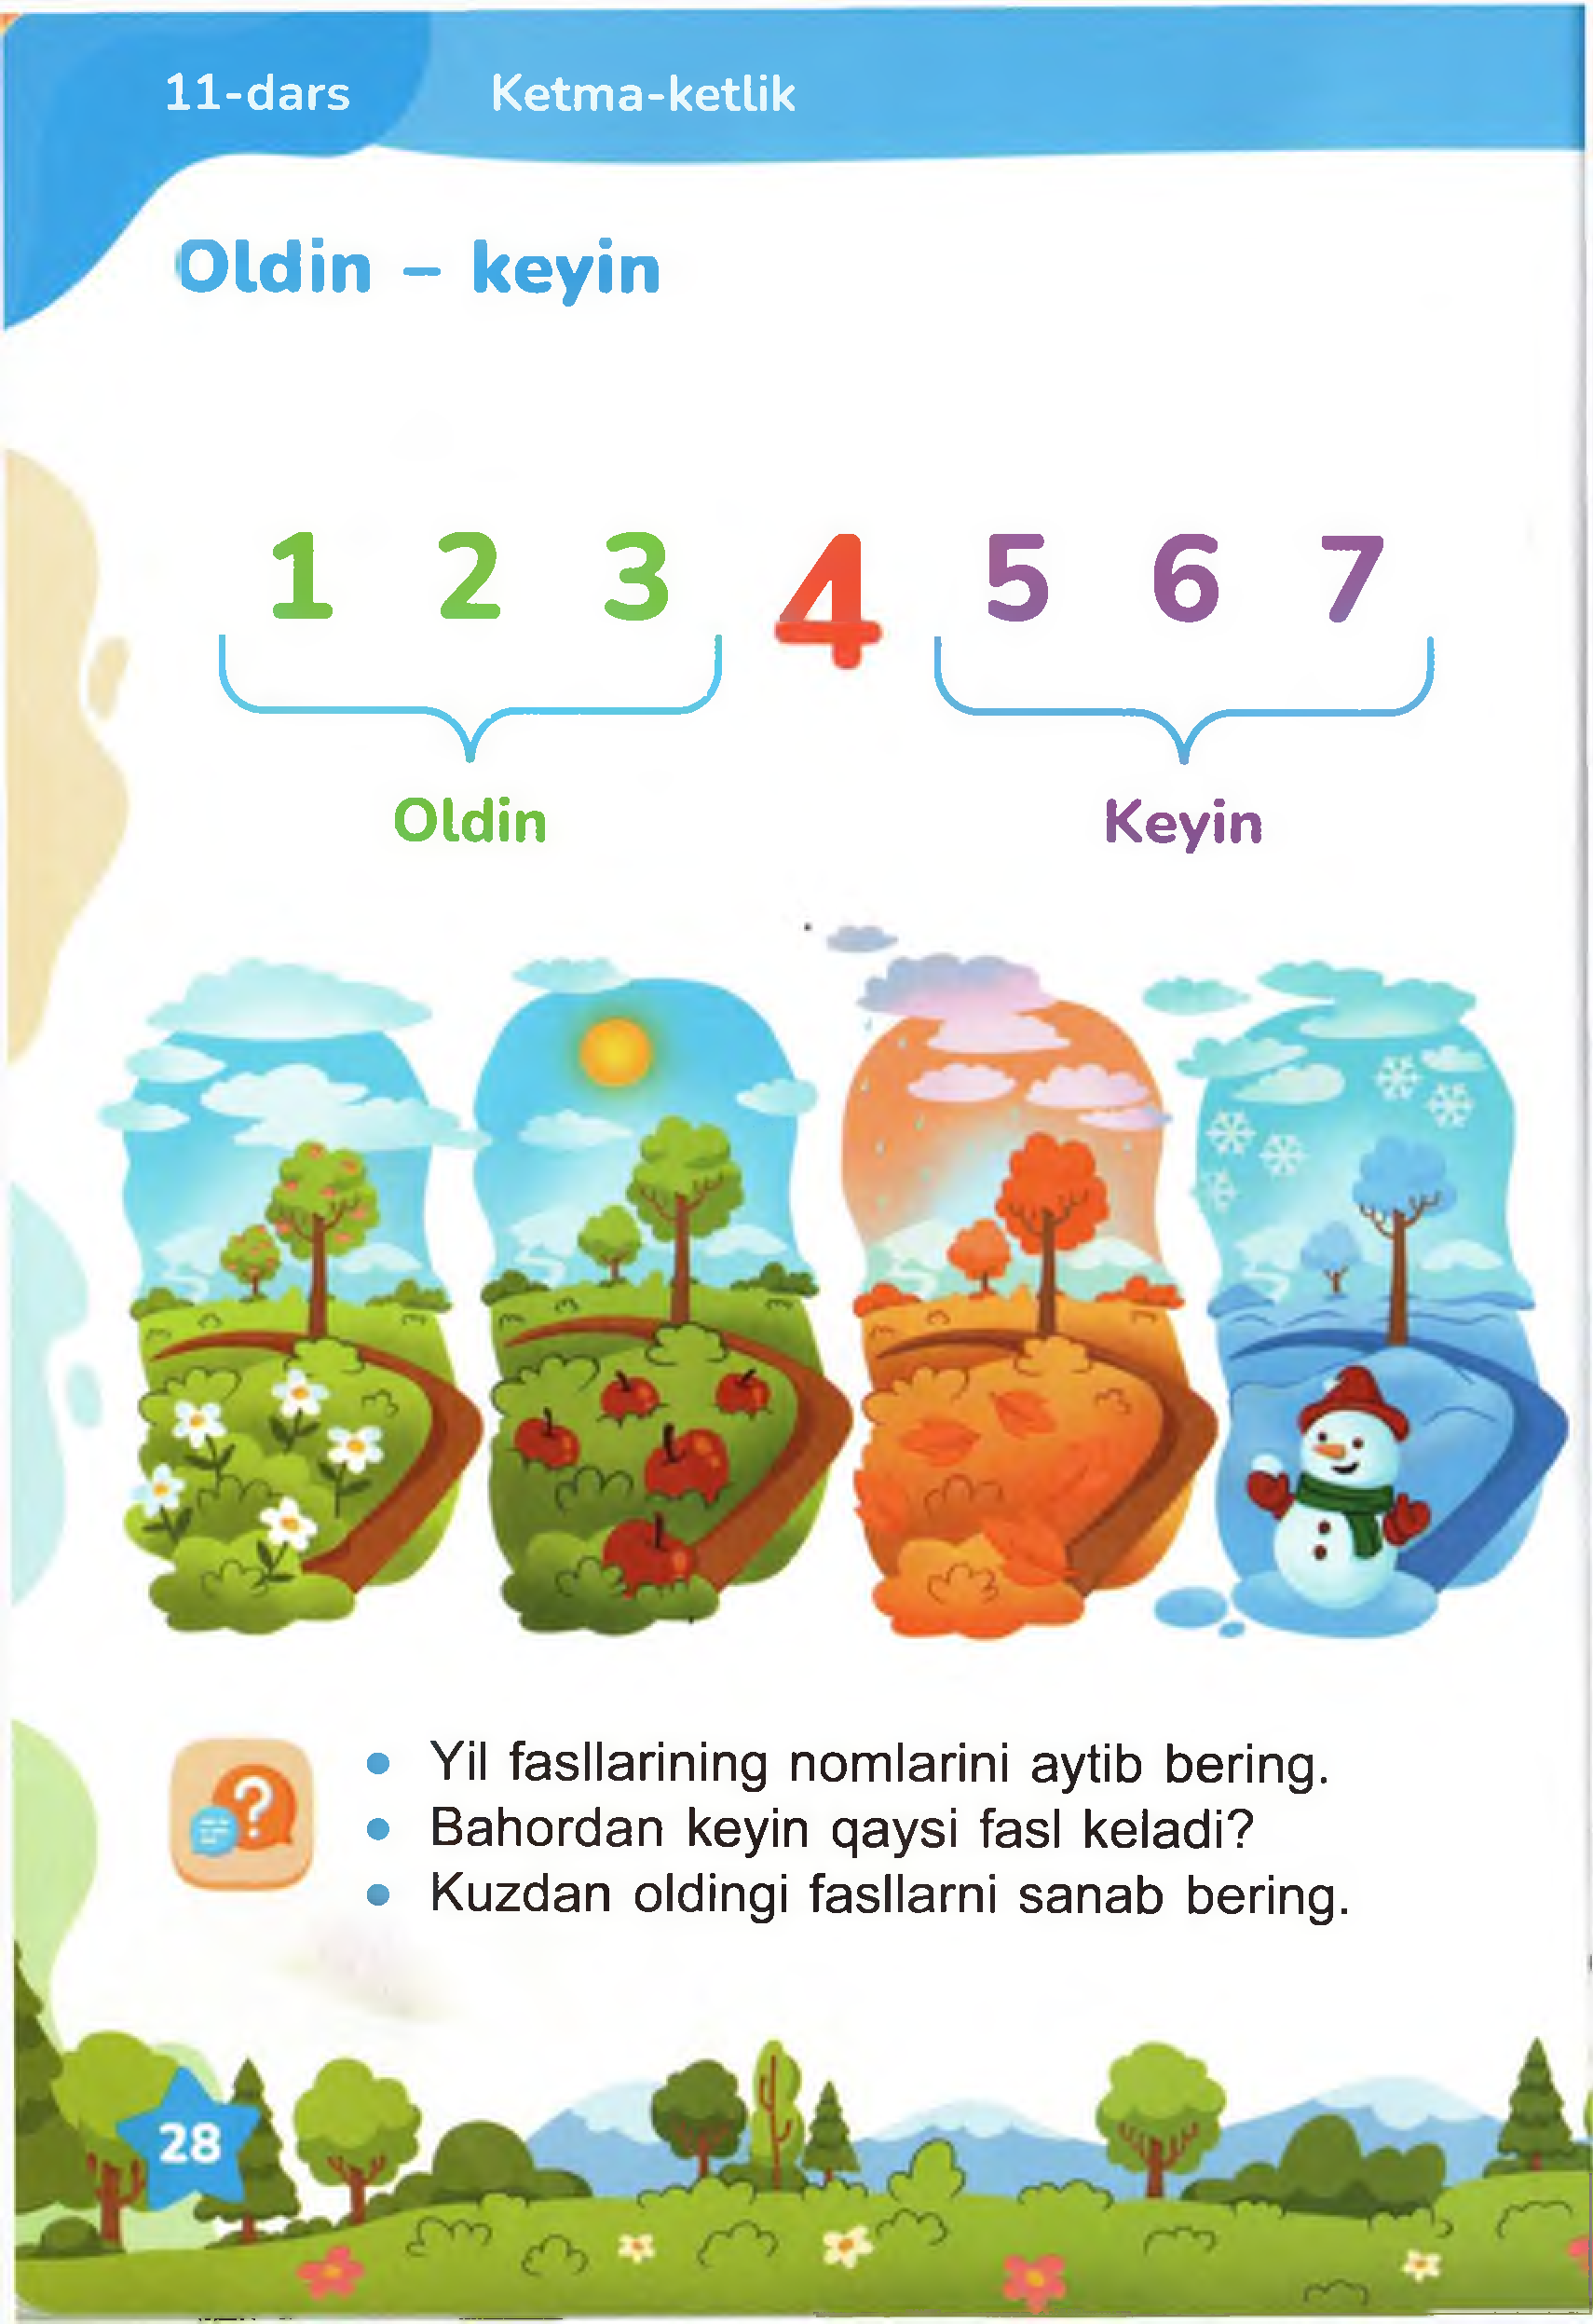 11-dars Ketma-ketlik
Oldin – keyin
1 2 3 4 5 6 7
Oldin Keyin
? • Yil fasllarining nomlarini aytib bering.
• Bahordan keyin qaysi fasl keladi?
• Kuzdan oldingi fasllarni sanab bering.
28